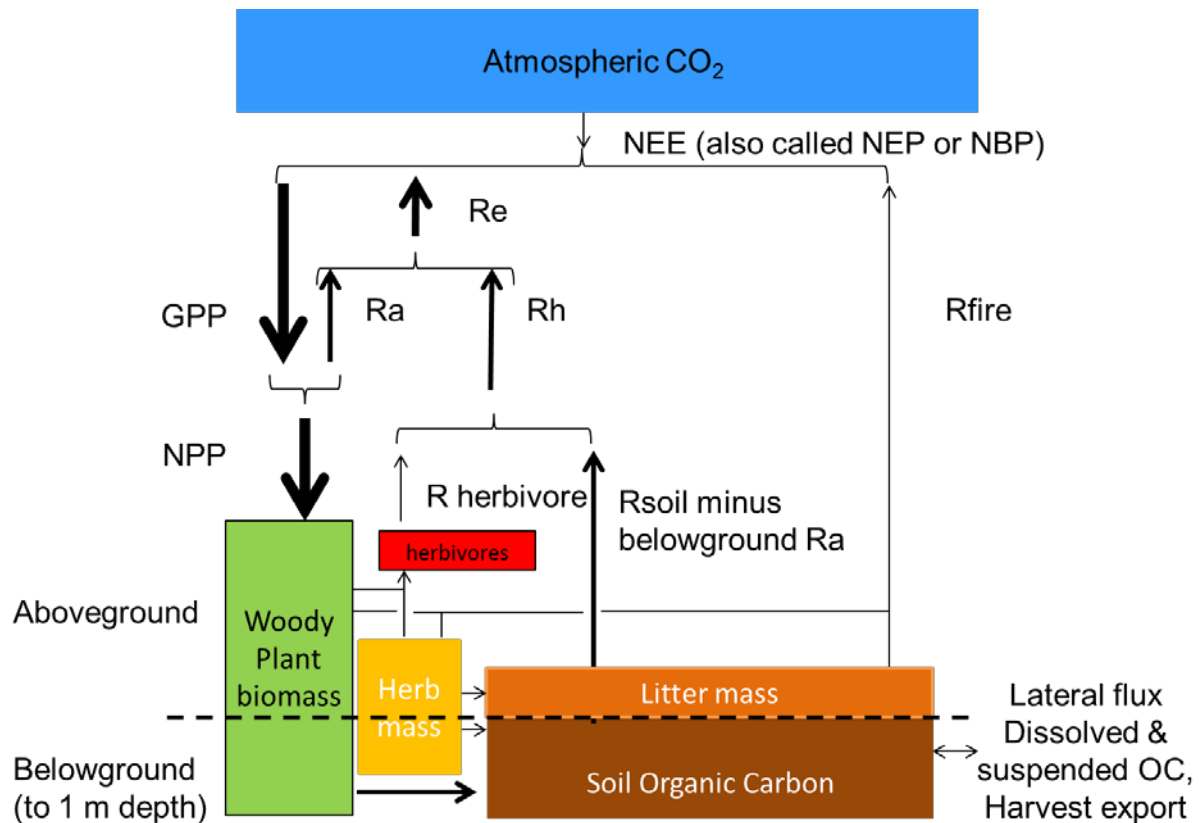 Atmospheric CO₂
NEE (also called NEP or NBP)
Re
GPP
Ra
Rh
Rfire
NPP
R herbivore
Rsoil minus
belowground Ra
herbivores
Aboveground
Woody
Plant
biomass
Herb
mass
Litter mass
Soil Organic Carbon
Lateral flux
Dissolved &
suspended OC,
Harvest export
Belowground
(to 1 m depth)